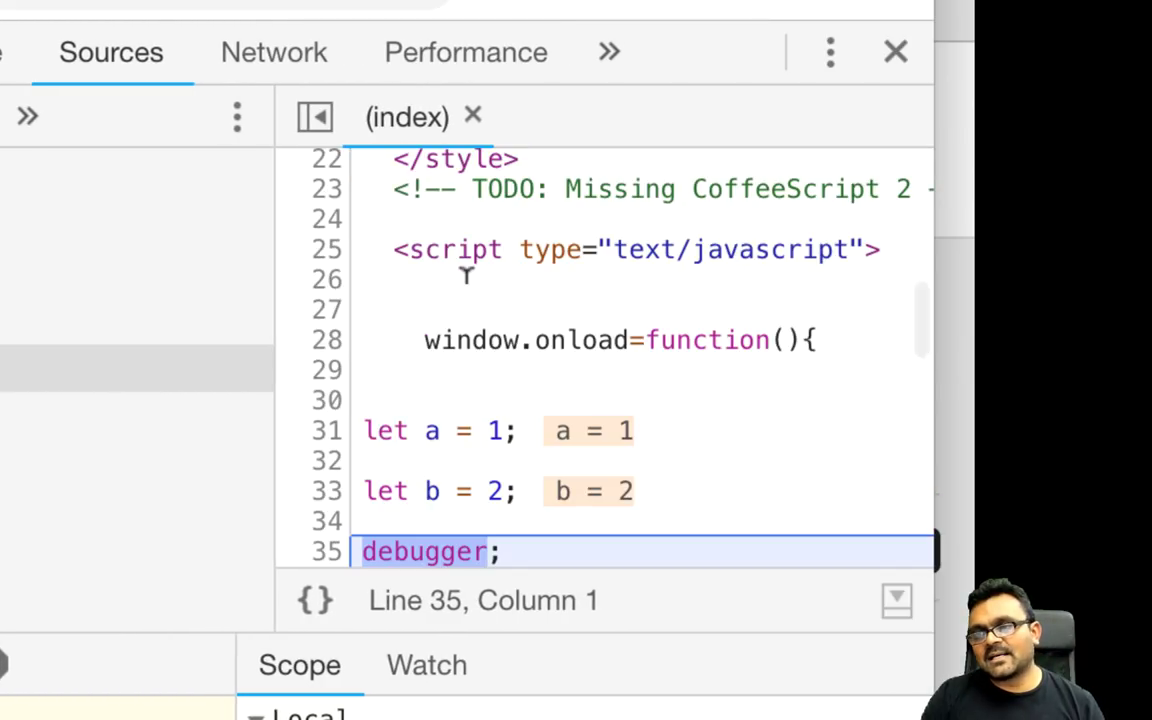 Sources Network Performance
(index)
22 </style>
23 <!-- TODO: Missing CoffeeScript 2 -
24
25 <script type="text/javascript">
26
27
28 window.onload=function(){
29
30
31 let a = 1; a = 1
32
33 let b = 2; b = 2
34
35 debugger;
{} Line 35, Column 1
Scope Watch
Local